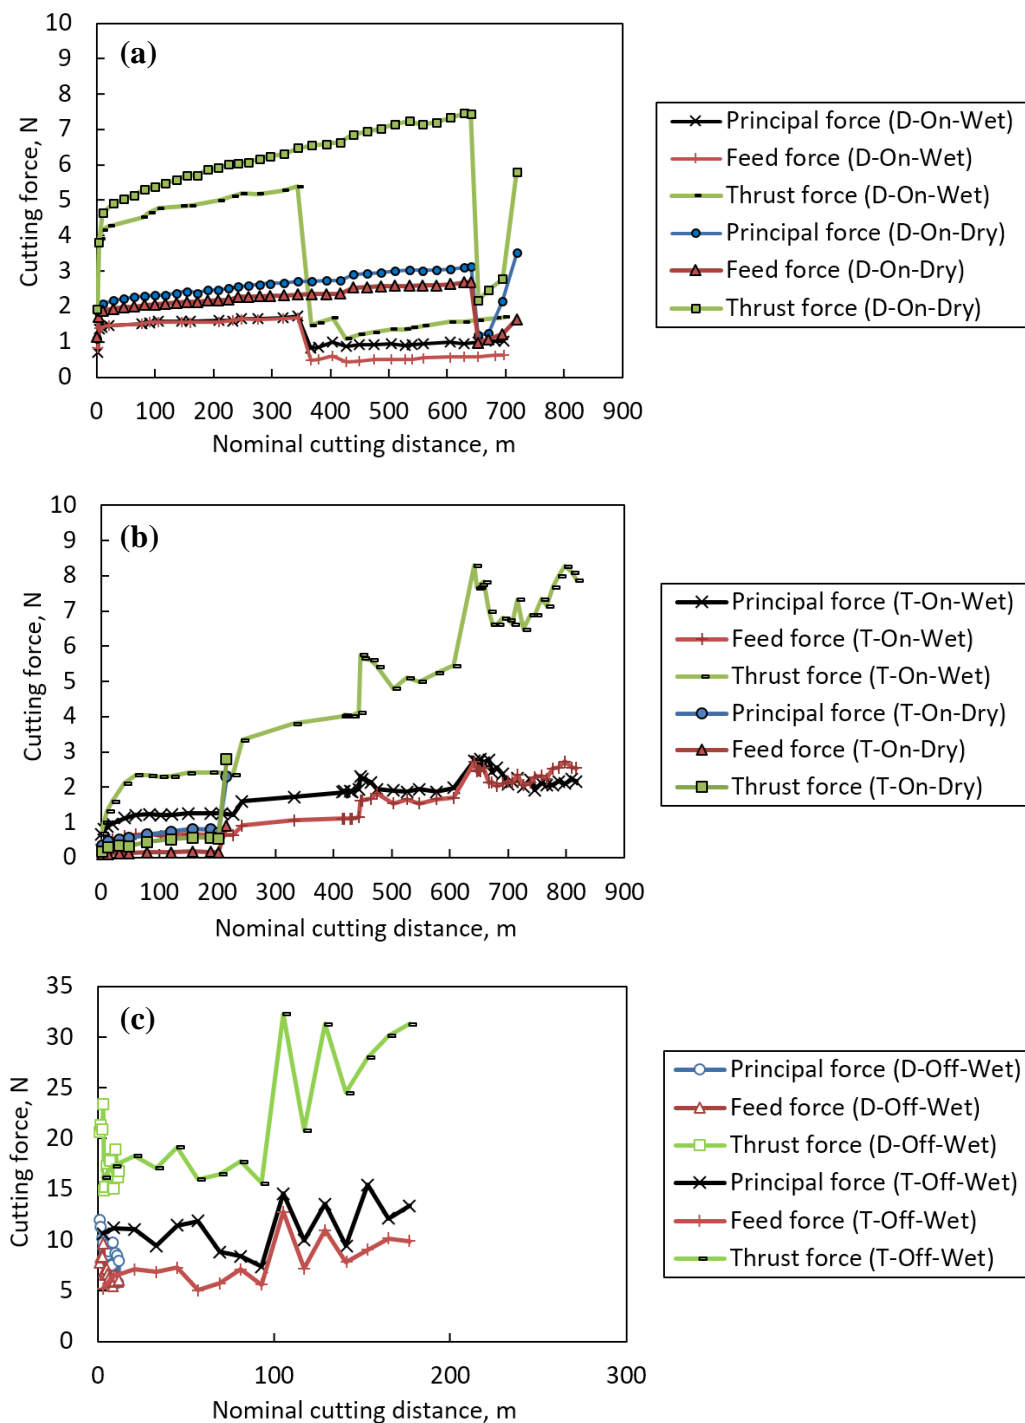 (a)
Cutting force, N
10
9
8
7
6
5
4
3
2
1
0
0 100 200 300 400 500 600 700 800 900
Nominal cutting distance, m
Principal force (D-On-Wet)
Feed force (D-On-Wet)
Thrust force (D-On-Wet)
Principal force (D-On-Dry)
Feed force (D-On-Dry)
Thrust force (D-On-Dry)
(b)
Cutting force, N
10
9
8
7
6
5
4
3
2
1
0
0 100 200 300 400 500 600 700 800 900
Nominal cutting distance, m
Principal force (T-On-Wet)
Feed force (T-On-Wet)
Thrust force (T-On-Wet)
Principal force (T-On-Dry)
Feed force (T-On-Dry)
Thrust force (T-On-Dry)
(c)
Cutting force, N
35
30
25
20
15
10
5
0
0 100 200 300
Nominal cutting distance, m
Principal force (D-Off-Wet)
Feed force (D-Off-Wet)
Thrust force (D-Off-Wet)
Principal force (T-Off-Wet)
Feed force (T-Off-Wet)
Thrust force (T-Off-Wet)